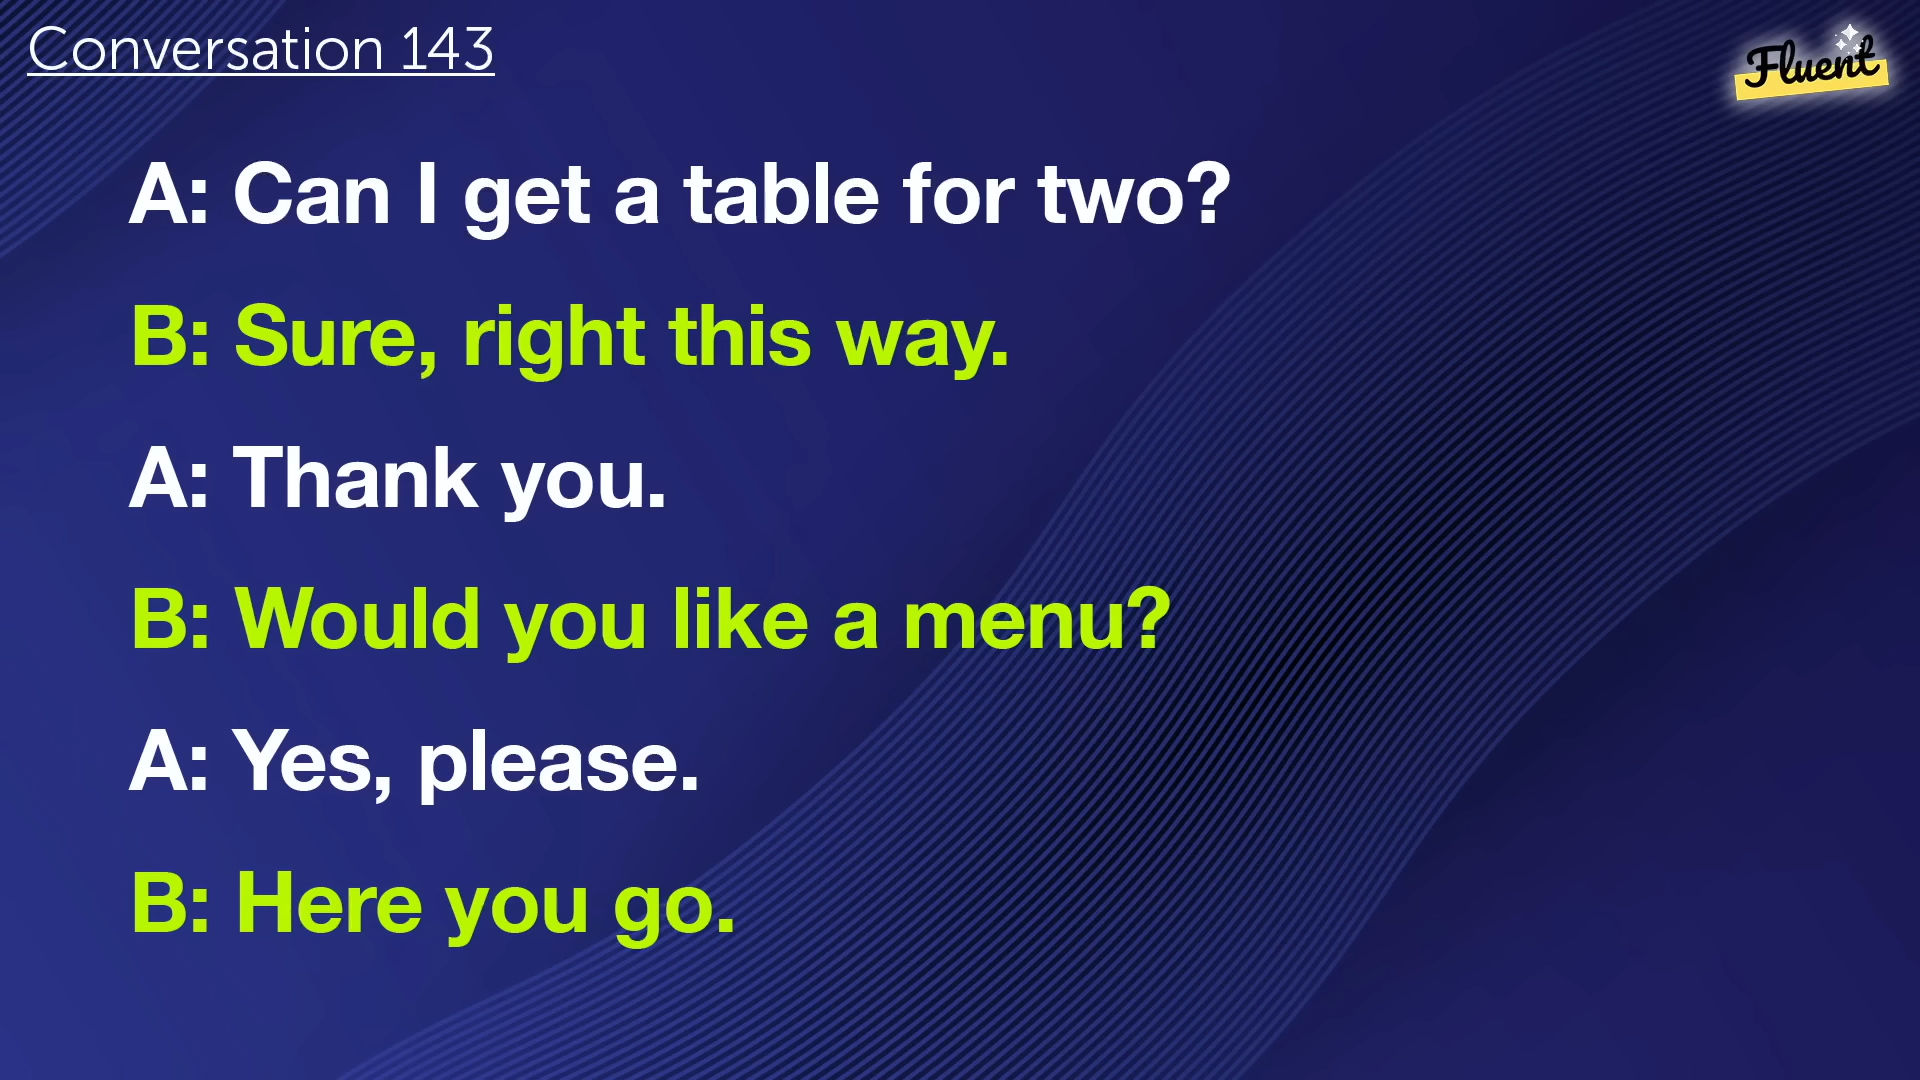 Conversation 143
Fluent
A: Can I get a table for two?
B: Sure, right this way.
A: Thank you.
B: Would you like a menu?
A: Yes, please.
B: Here you go.